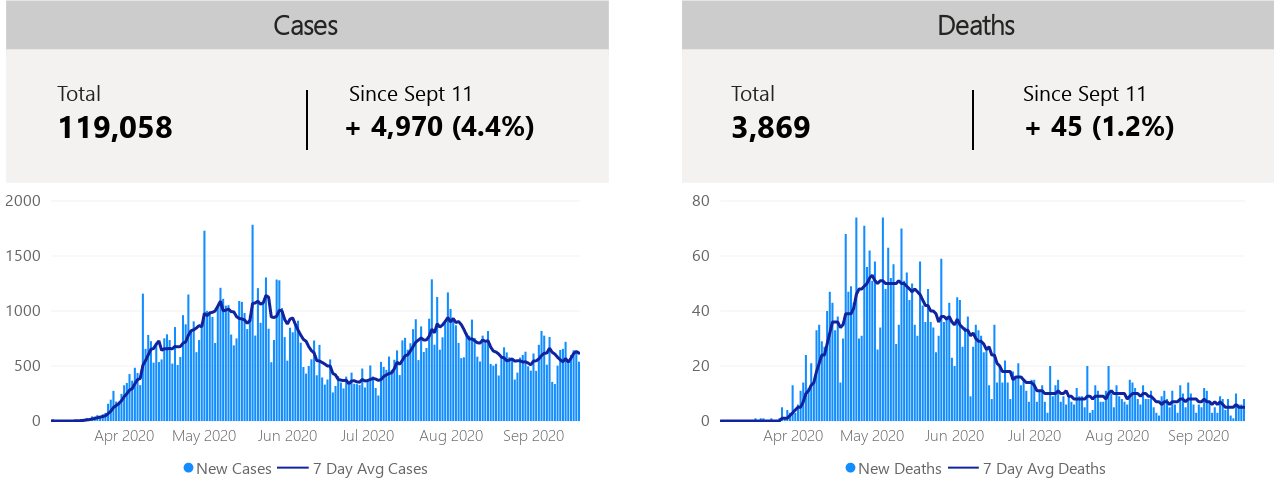 Cases
Total
119,058
Since Sept 11
+ 4,970 (4.4%)
2000
1500
1000
500
0
Apr 2020 May 2020 Jun 2020 Jul 2020 Aug 2020 Sep 2020
New Cases 7 Day Avg Cases
Deaths
Total
3,869
Since Sept 11
+ 45 (1.2%)
80
60
40
20
0
Apr 2020 May 2020 Jun 2020 Jul 2020 Aug 2020 Sep 2020
New Deaths 7 Day Avg Deaths